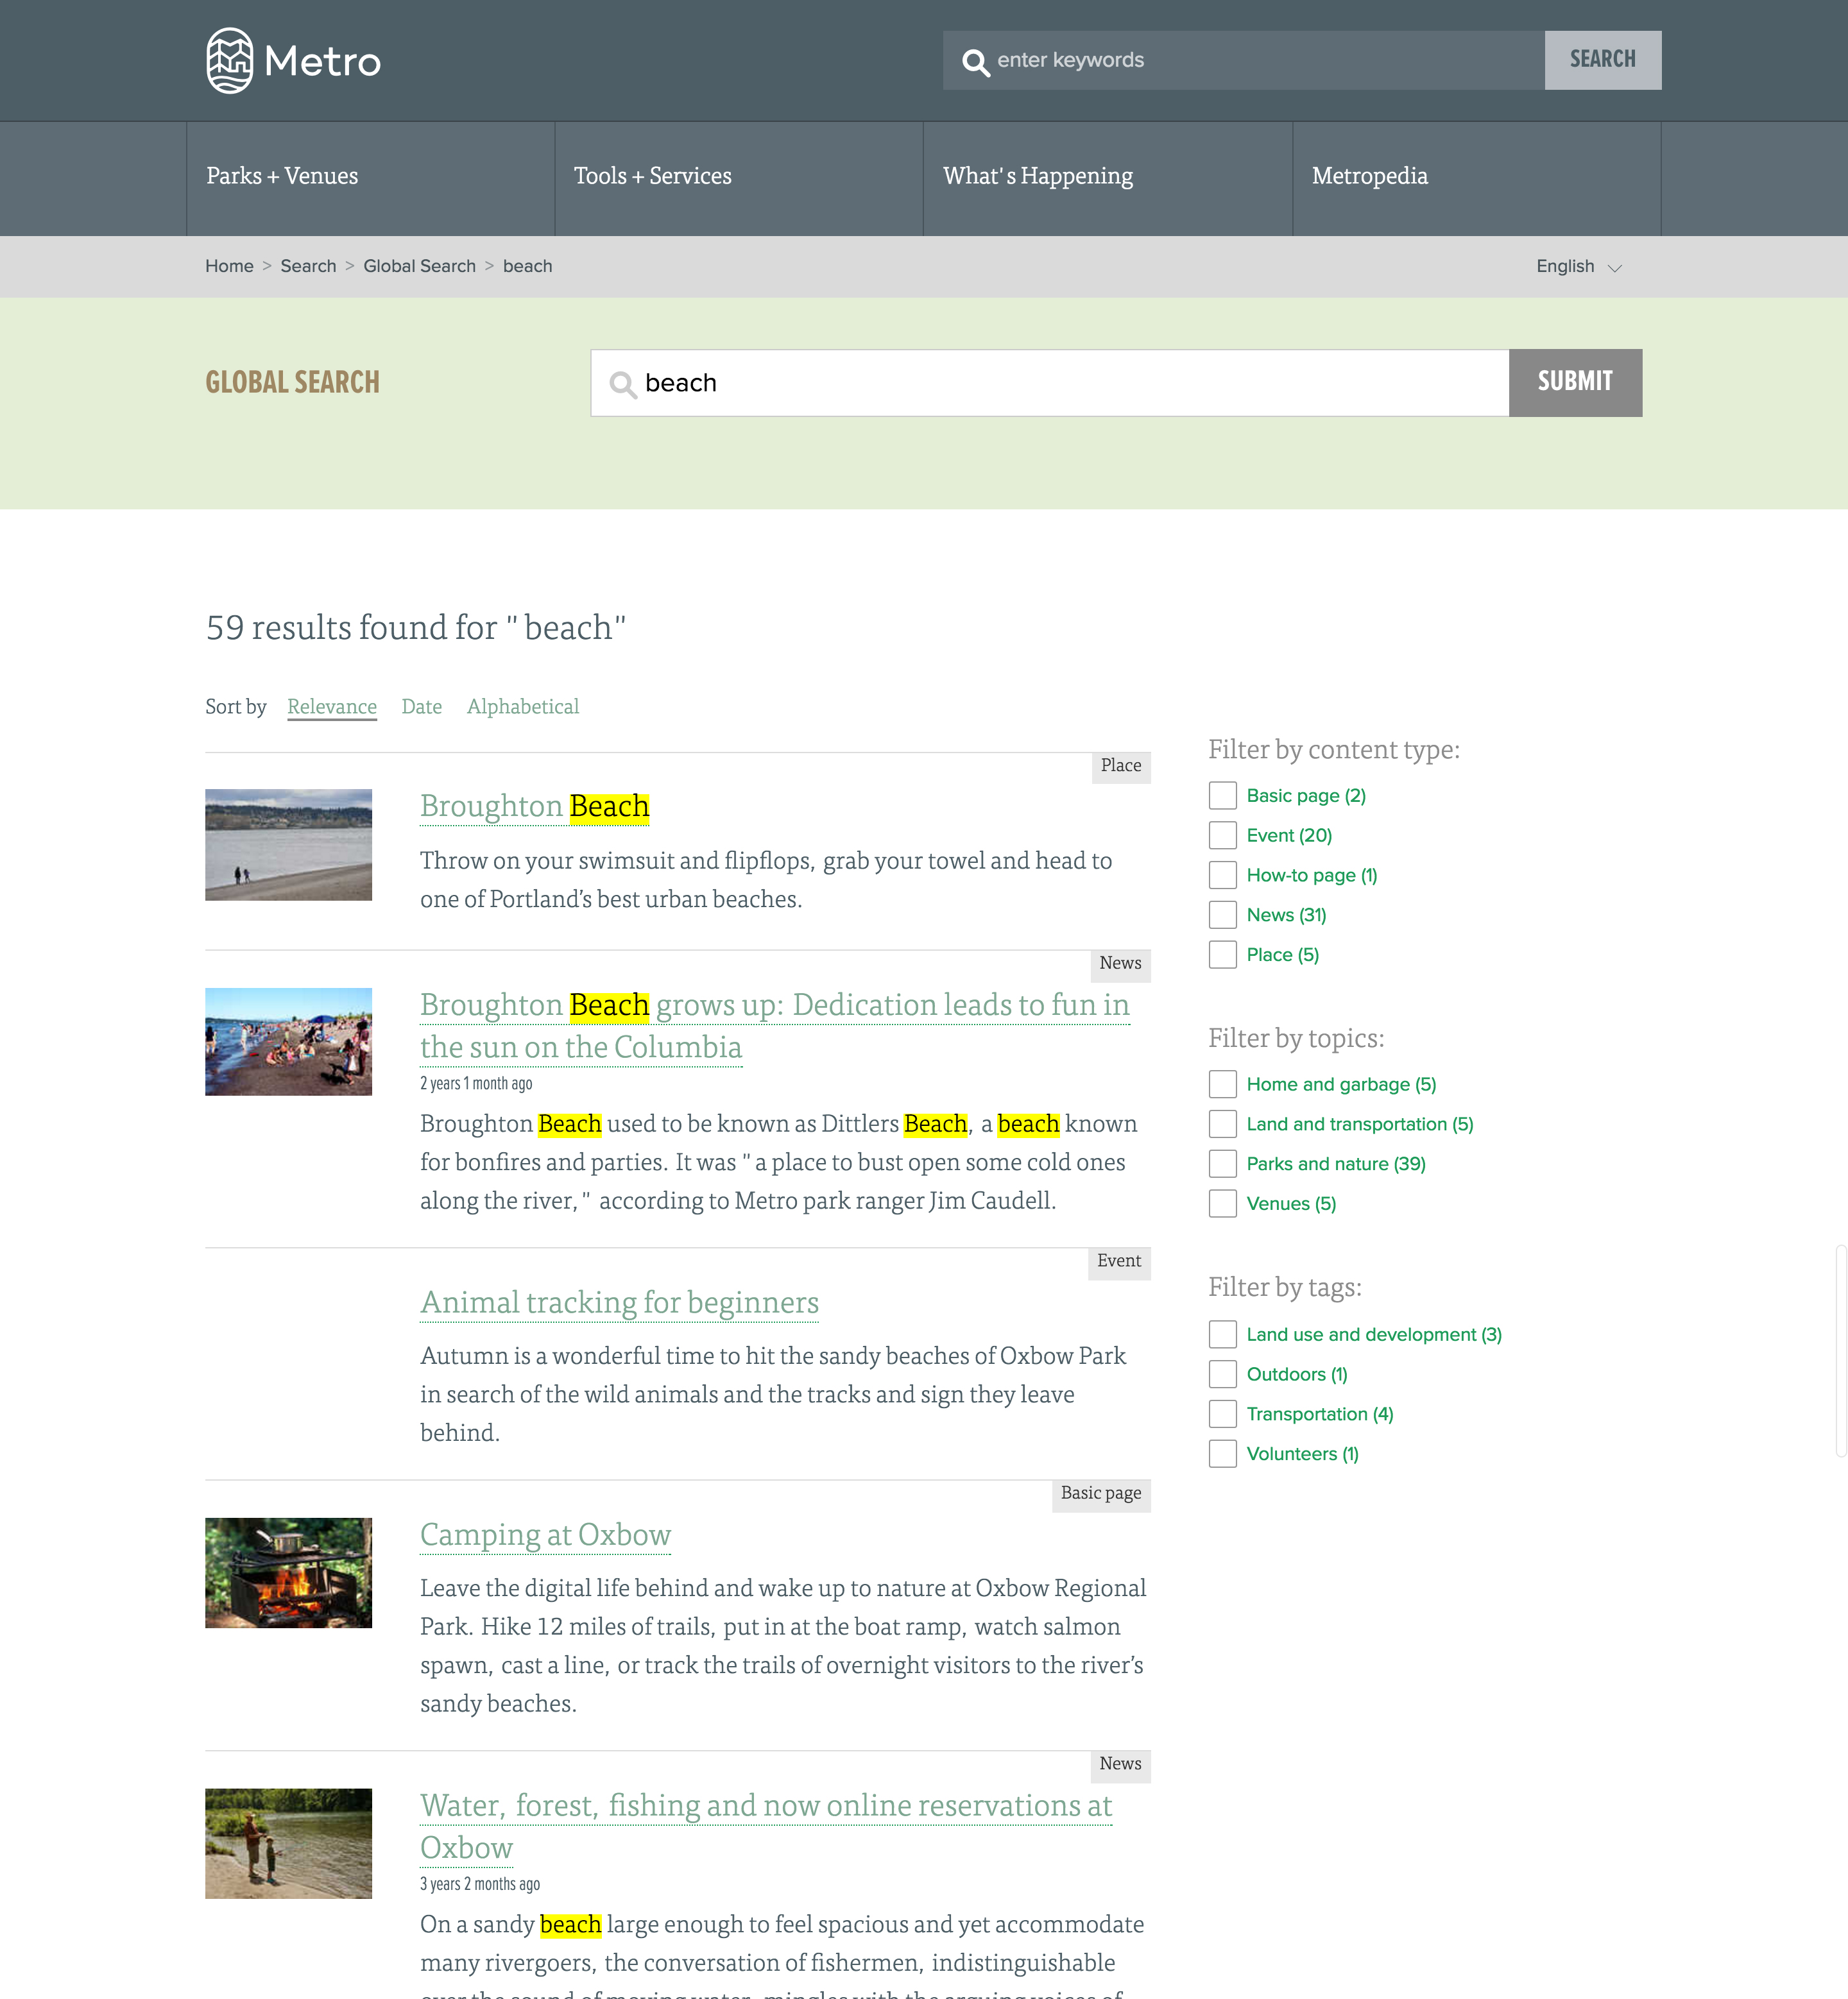 Metro
enter keywords
SEARCH
Parks + Venues
Tools + Services
What's Happening
Metropedia
Home > Search > Global Search > beach
English
GLOBAL SEARCH
beach
SUBMIT
59 results found for "beach"
Sort by Relevance Date Alphabetical
Place
Broughton Beach
Throw on your swimsuit and flipflops, grab your towel and head to
one of Portland’s best urban beaches.
News
Broughton Beach grows up: Dedication leads to fun in
the sun on the Columbia
2 years 1 month ago
Broughton Beach used to be known as Dittlers Beach, a beach known
for bonfires and parties. It was "a place to bust open some cold ones
along the river," according to Metro park ranger Jim Caudell.
Event
Animal tracking for beginners
Autumn is a wonderful time to hit the sandy beaches of Oxbow Park
in search of the wild animals and the tracks and sign they leave
behind.
Basic page
Camping at Oxbow
Leave the digital life behind and wake up to nature at Oxbow Regional
Park. Hike 12 miles of trails, put in at the boat ramp, watch salmon
spawn, cast a line, or track the trails of overnight visitors to the river’s
sandy beaches.
News
Water, forest, fishing and now online reservations at
Oxbow
3 years 2 months ago
On a sandy beach large enough to feel spacious and yet accommodate
many rivergoers, the conversation of fishermen, indistinguishable
over the sound of moving water, mingles with the arguing voices of
Filter by content type:
Basic page (2)
Event (20)
How-to page (1)
News (31)
Place (5)
Filter by topics:
Home and garbage (5)
Land and transportation (5)
Parks and nature (39)
Venues (5)
Filter by tags:
Land use and development (3)
Outdoors (1)
Transportation (4)
Volunteers (1)